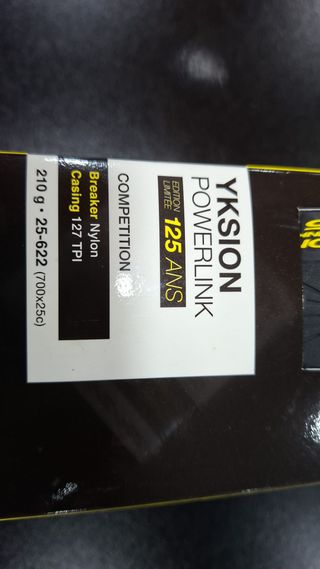 YKSION
POWERLINK
EDITION
LIMITÉE
125 ANS
COMPETITION
Breaker Nylon
Casing 127 TPI
210 g • 25-622 (700x25c)